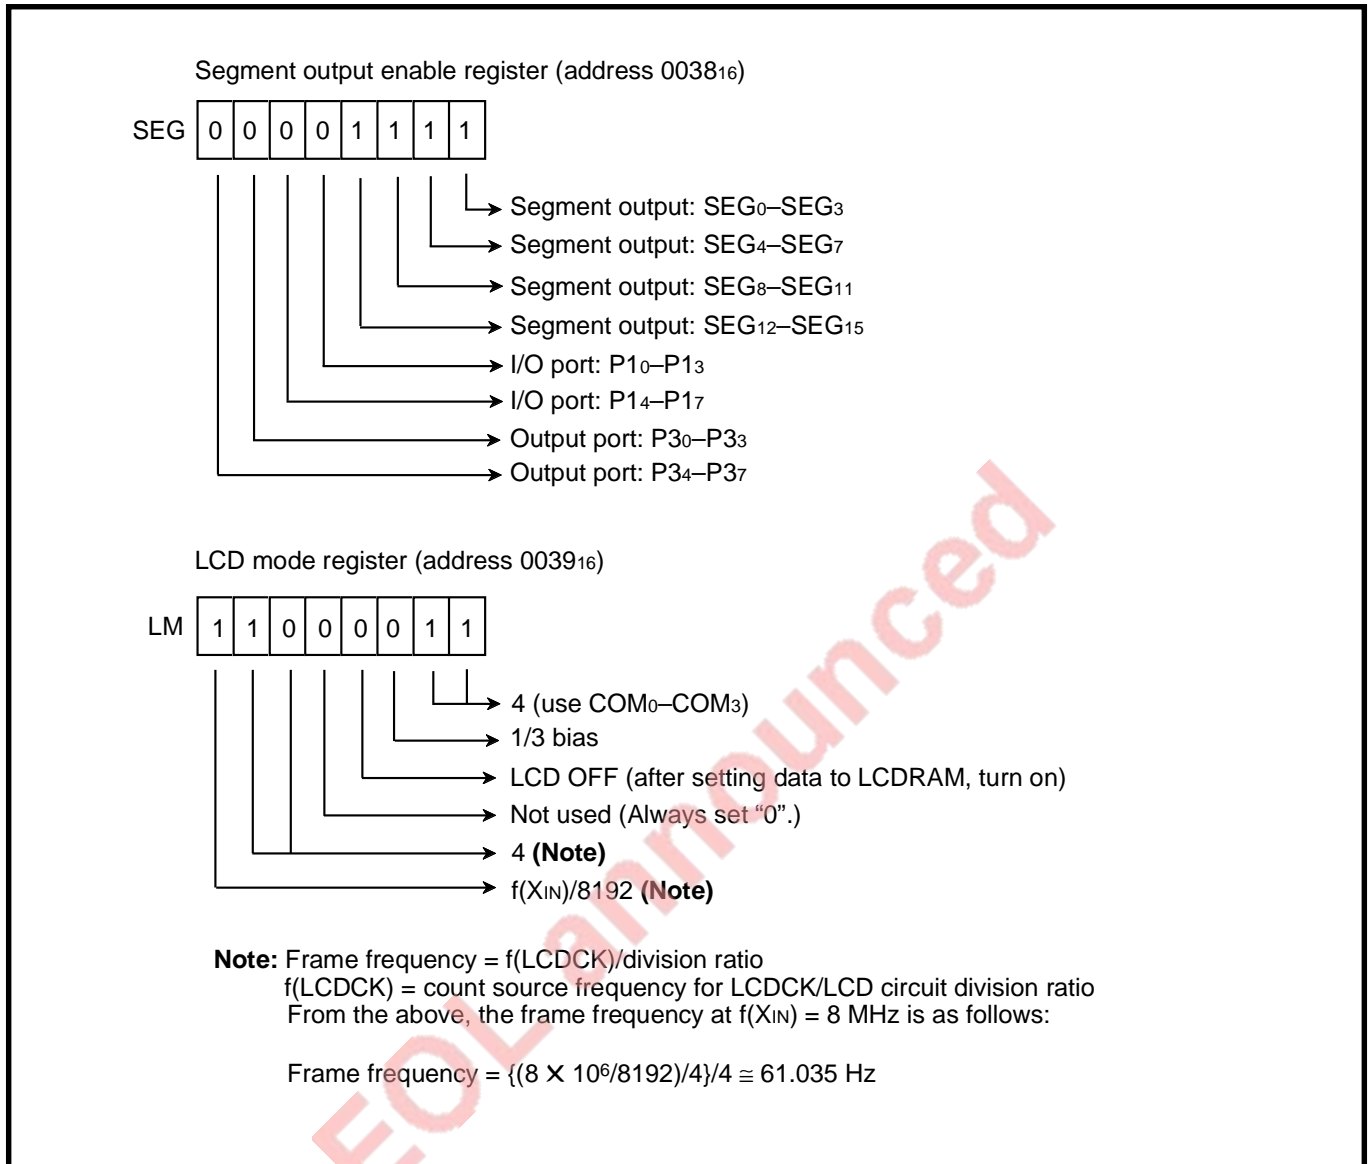 Segment output enable register (address 0038₁₆)
SEG 0 0 0 0 1 1 1 1
Segment output: SEG₀–SEG₃
Segment output: SEG₄–SEG₇
Segment output: SEG₈–SEG₁₁
Segment output: SEG₁₂–SEG₁₅
I/O port: P1₀–P1₃
I/O port: P1₄–P1₇
Output port: P3₀–P3₃
Output port: P3₄–P3₇
LCD mode register (address 0039₁₆)
LM 1 1 0 0 0 0 1 1
4 (use COM₀–COM₃)
1/3 bias
LCD OFF (after setting data to LCDRAM, turn on)
Not used (Always set “0”.)
4 (Note)
f(XIN)/8192 (Note)
Note: Frame frequency = f(LCDCK)/division ratio
f(LCDCK) = count source frequency for LCDCK/LCD circuit division ratio
From the above, the frame frequency at f(XIN) = 8 MHz is as follows:
Frame frequency = {(8 × 10⁶/8192)/4}/4 ≅ 61.035 Hz
EOL announced